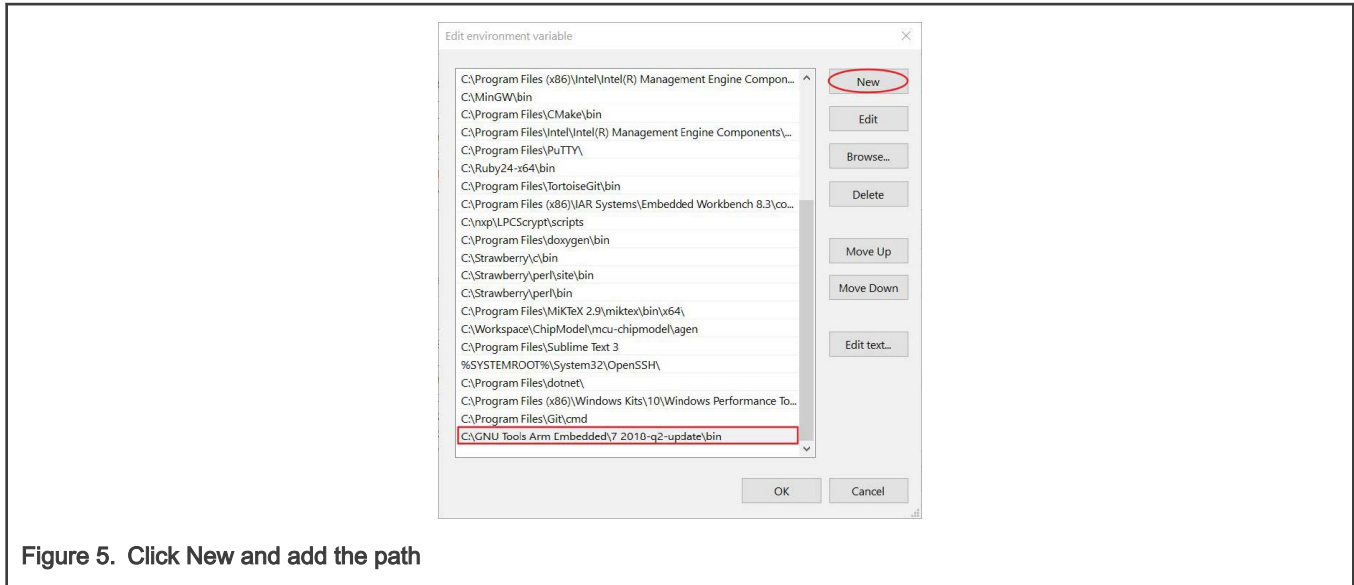 Edit environment variable
C:\Program Files (x86)\Intel\Intel(R) Management Engine Compon...
New
C:\MinGW\bin
C:\Program Files\CMake\bin
Edit
C:\Program Files\Intel\Intel(R) Management Engine Components\...
C:\Program Files\PuTTY\
Browse...
C:\Ruby24-x64\bin
C:\Program Files\TortoiseGit\bin
Delete
C:\Program Files (x86)\IAR Systems\Embedded Workbench 8.3\co...
C:\nxp\LPCScrypt\scripts
C:\Program Files\doxygen\bin
Move Up
C:\Strawberry\c\bin
C:\Strawberry\perl\site\bin
Move Down
C:\Strawberry\perl\bin
C:\Program Files\MiKTeX 2.9\miktex\bin\x64\
C:\Workspace\ChipModel\mcu-chipmodel\agen
Edit text...
C:\Program Files\Sublime Text 3
%SYSTEMROOT%\System32\OpenSSH\
C:\Program Files\dotnet\
C:\Program Files (x86)\Windows Kits\10\Windows Performance To...
C:\Program Files\Git\cmd
C:\GNU Tools Arm Embedded\7 2018-q2-update\bin
OK
Cancel
Figure 5. Click New and add the path